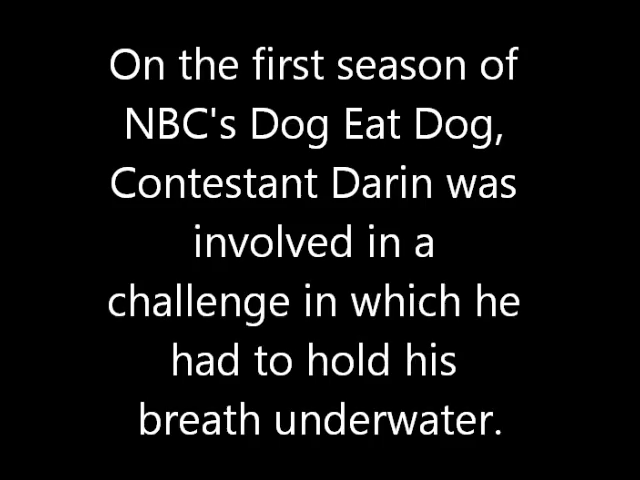 On the first season of
NBC's Dog Eat Dog,
Contestant Darin was
involved in a
challenge in which he
had to hold his
breath underwater.